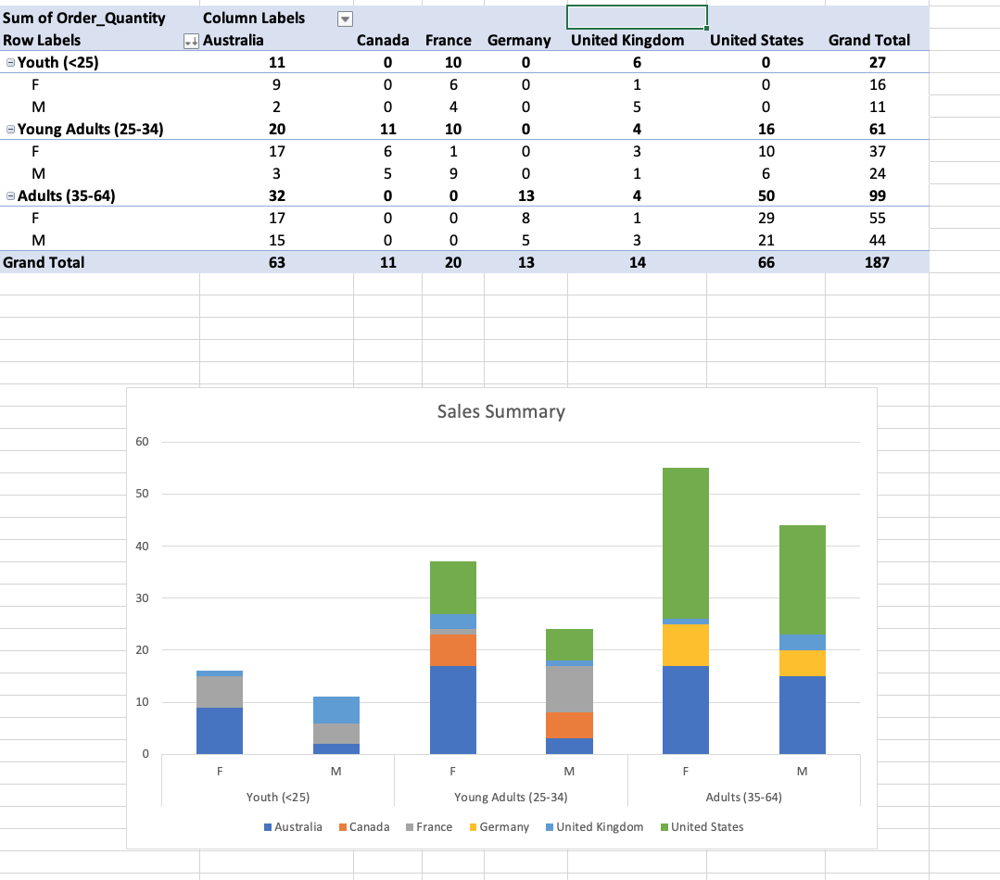 Sum of Order_Quantity Column Labels
Row Labels Australia Canada France Germany United Kingdom United States Grand Total
Youth (<25) 11 0 10 0 6 0 27
F 9 0 6 0 1 0 16
M 2 0 4 0 5 0 11
Young Adults (25-34) 20 11 10 0 4 16 61
F 17 6 1 0 3 10 37
M 3 5 9 0 1 6 24
Adults (35-64) 32 0 0 13 4 50 99
F 17 0 0 8 1 29 55
M 15 0 0 5 3 21 44
Grand Total 63 11 20 13 14 66 187
Sales Summary
60
50
40
30
20
10
0
F M F M F M
Youth (<25) Young Adults (25-34) Adults (35-64)
Australia Canada France Germany United Kingdom United States